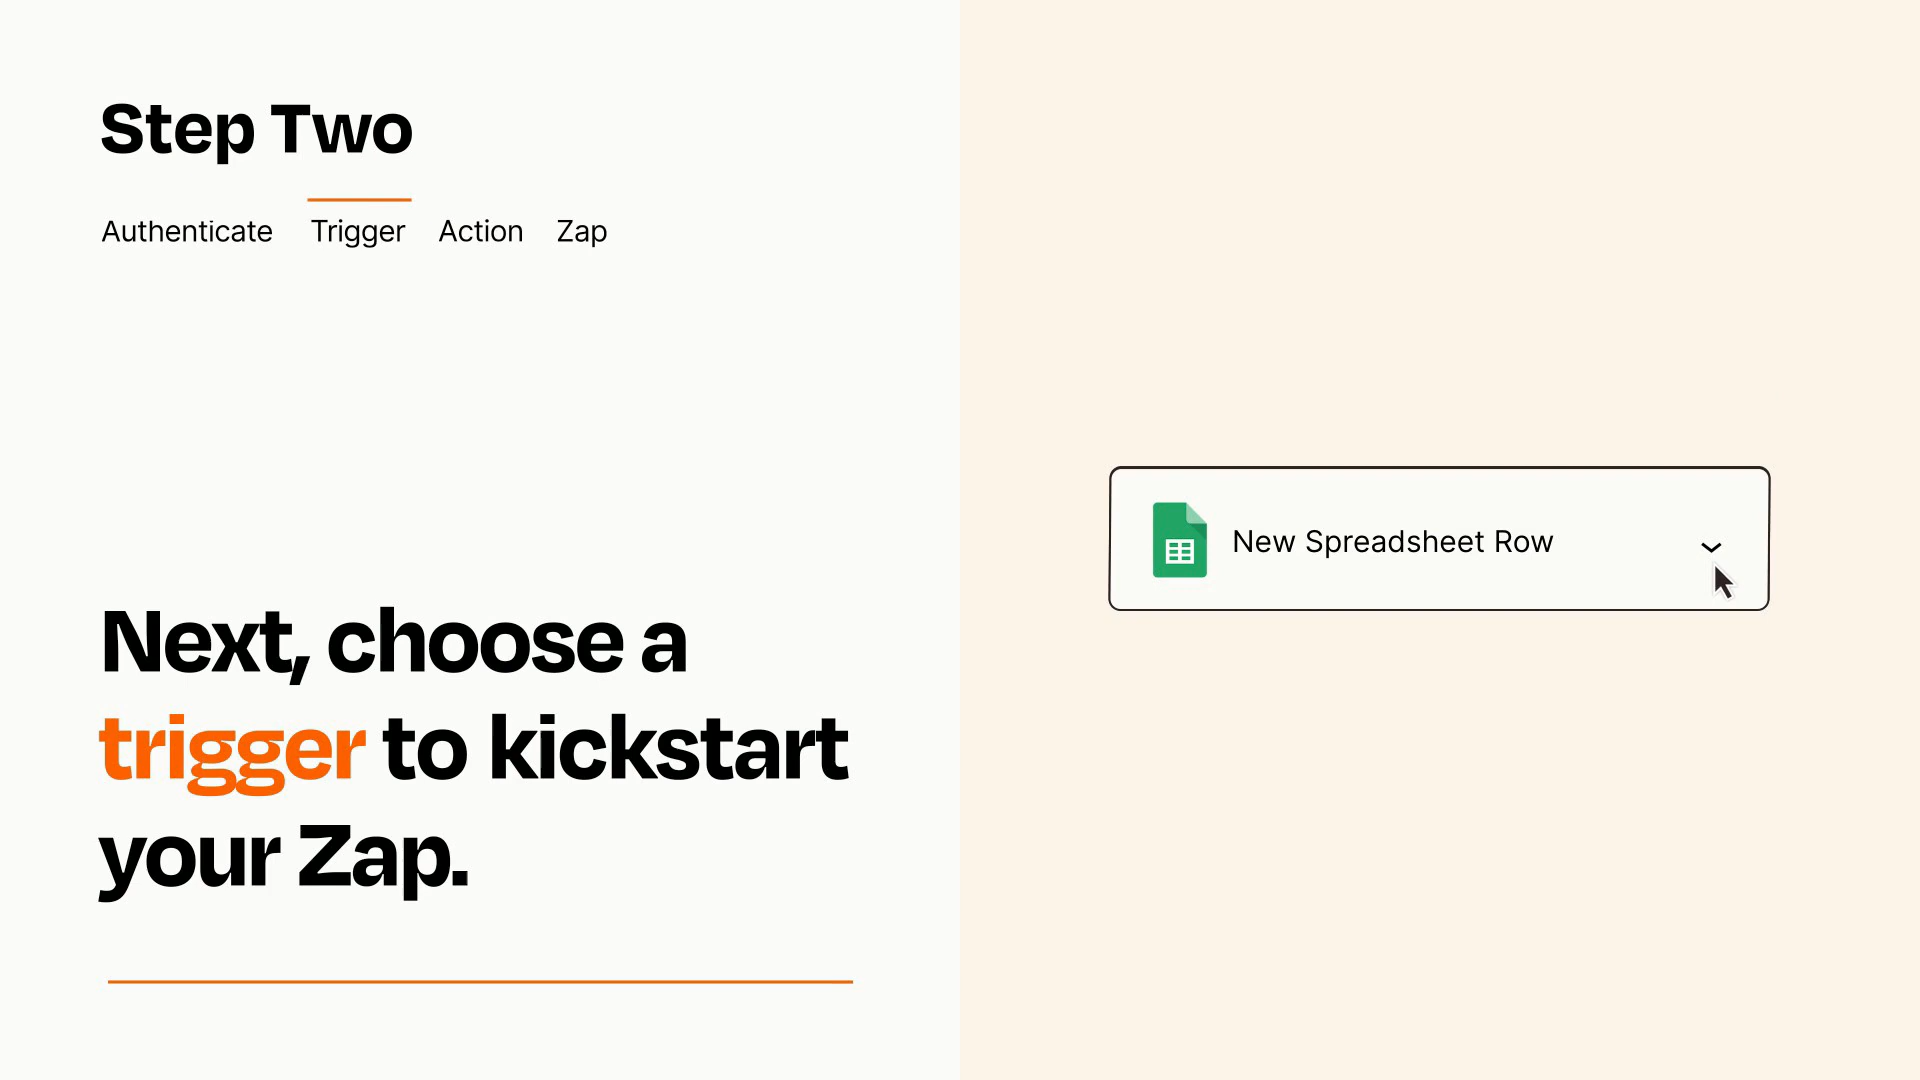 Step Two
Authenticate Trigger Action Zap
Next, choose a
trigger to kickstart
your Zap.
New Spreadsheet Row